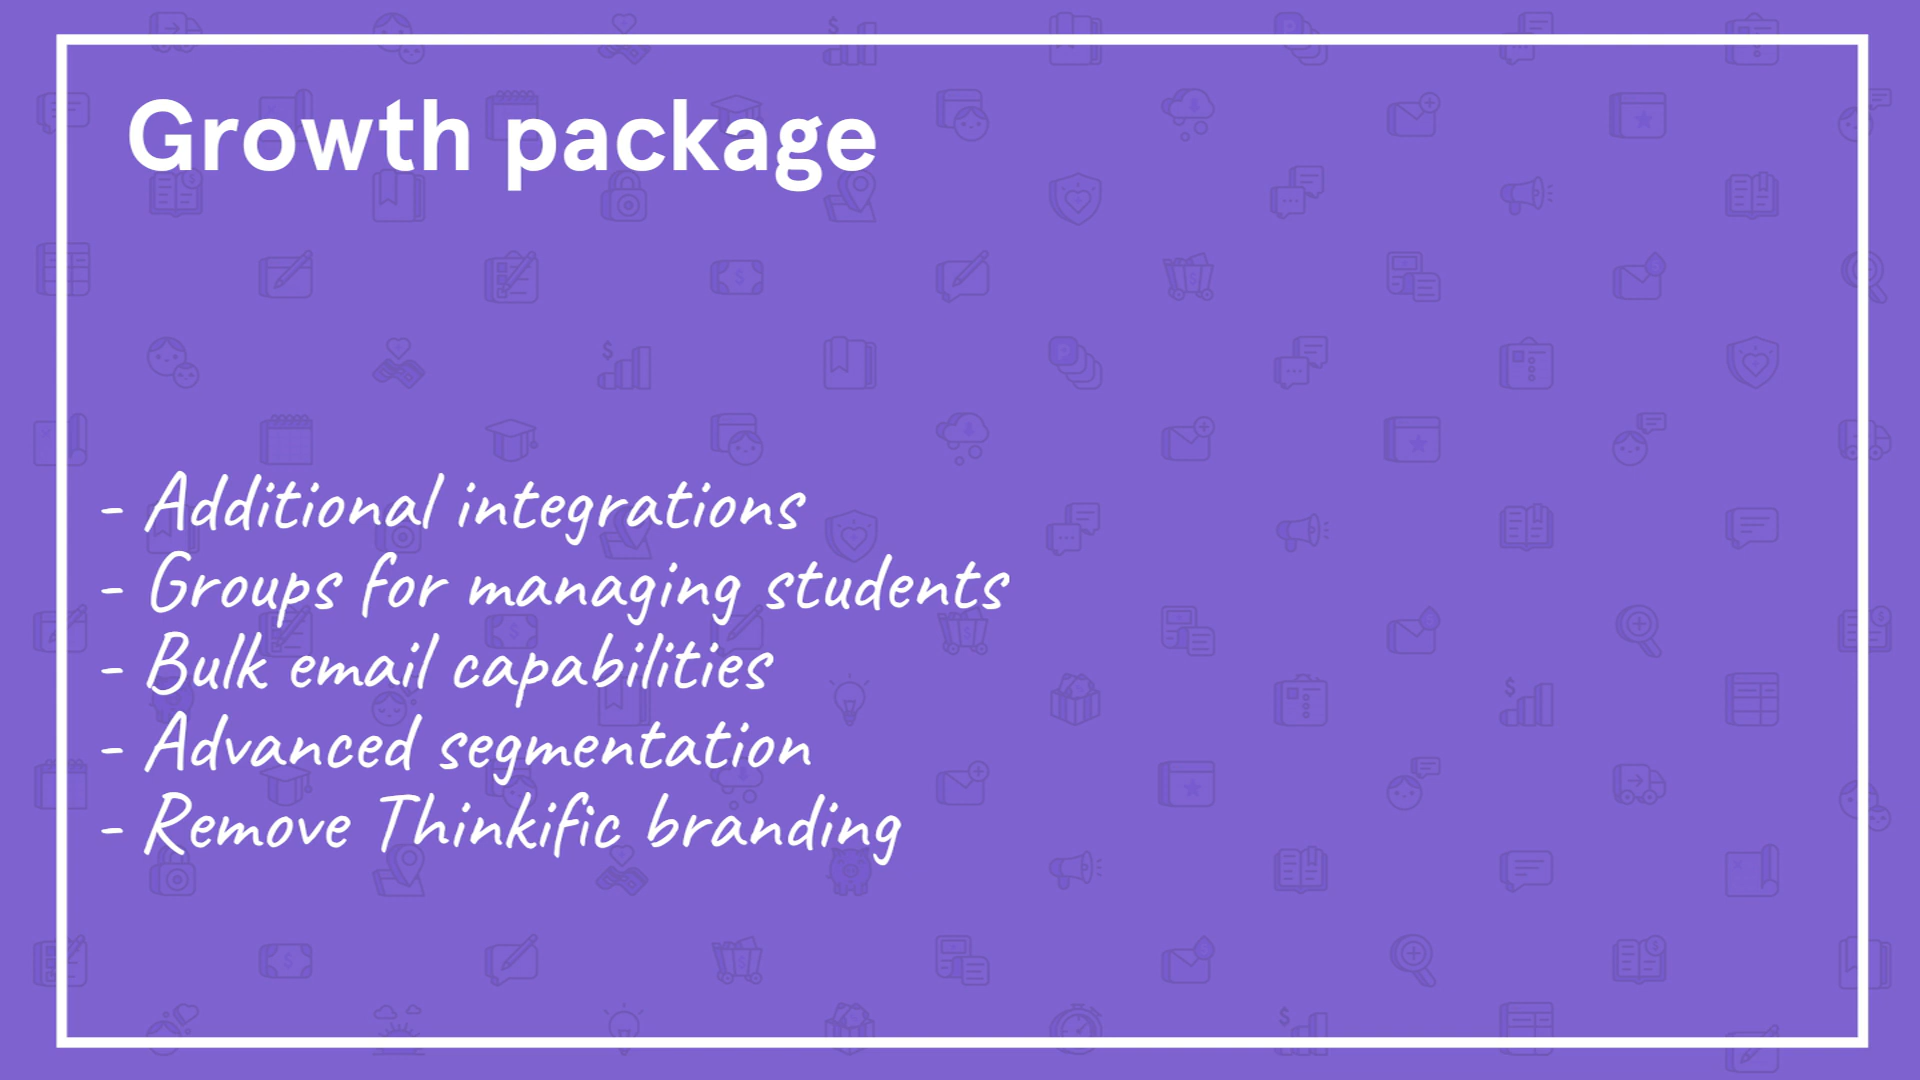 Growth package
- Additional integrations
- Groups for managing students
- Bulk email capabilities
- Advanced segmentation
- Remove Thinkific branding